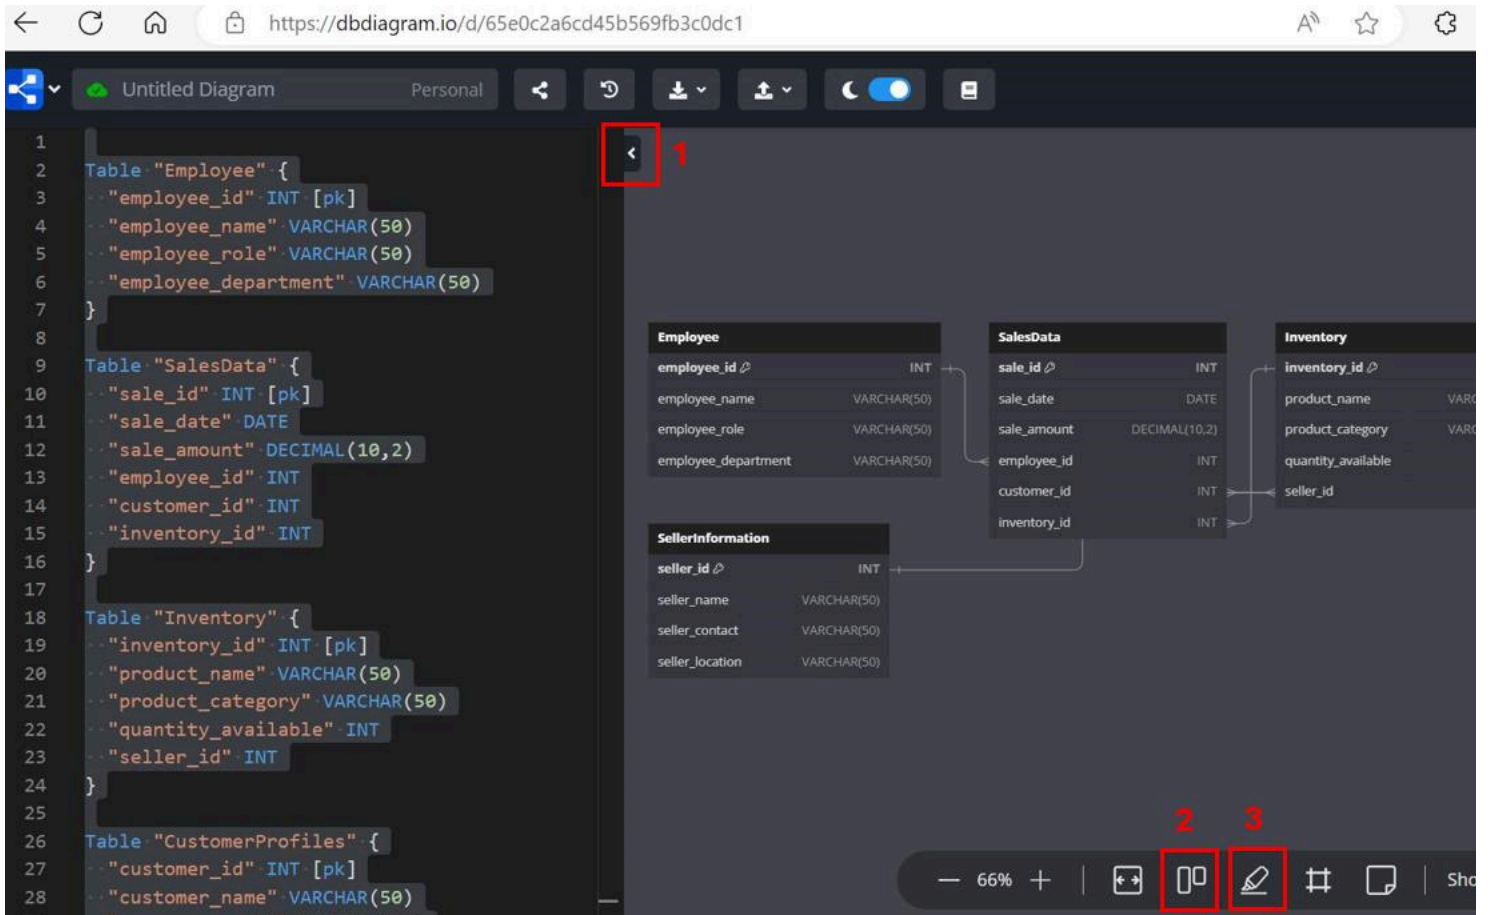 https://dbdiagram.io/d/65e0c2a6cd45b569fb3c0dc1
Untitled Diagram Personal
1
2 Table "Employee" {
3 "employee_id" INT [pk]
4 "employee_name" VARCHAR(50)
5 "employee_role" VARCHAR(50)
6 "employee_department" VARCHAR(50)
7 }
8
9 Table "SalesData" {
10 "sale_id" INT [pk]
11 "sale_date" DATE
12 "sale_amount" DECIMAL(10,2)
13 "employee_id" INT
14 "customer_id" INT
15 "inventory_id" INT
16 }
17
18 Table "Inventory" {
19 "inventory_id" INT [pk]
20 "product_name" VARCHAR(50)
21 "product_category" VARCHAR(50)
22 "quantity_available" INT
23 "seller_id" INT
24 }
25
26 Table "CustomerProfiles" {
27 "customer_id" INT [pk]
28 "customer_name" VARCHAR(50)
1
Employee
employee_id INT
employee_name VARCHAR(50)
employee_role VARCHAR(50)
employee_department VARCHAR(50)
SalesData
sale_id INT
sale_date DATE
sale_amount DECIMAL(10,2)
employee_id INT
customer_id INT
inventory_id INT
Inventory
inventory_id
product_name VARC
product_category VARC
quantity_available
seller_id
SellerInformation
seller_id INT
seller_name VARCHAR(50)
seller_contact VARCHAR(50)
seller_location VARCHAR(50)
2 3
66% Sho